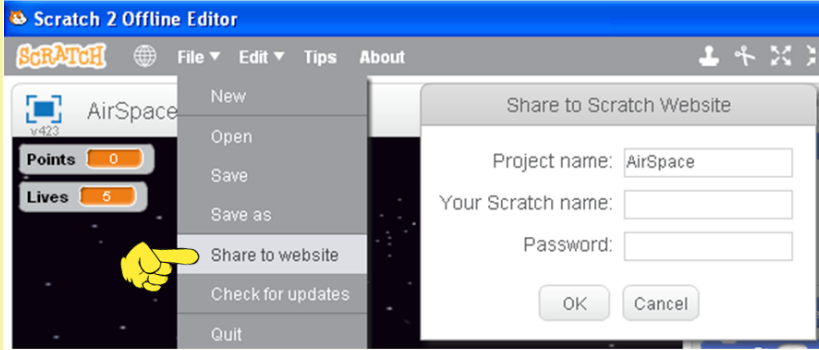 Scratch 2 Offline Editor
SCRATCH File Edit Tips About
AirSpace
v423
Points 0
Lives 5
New
Open
Save
Save as
Share to website
Check for updates
Quit
Share to Scratch Website
Project name: AirSpace
Your Scratch name:
Password:
OK Cancel